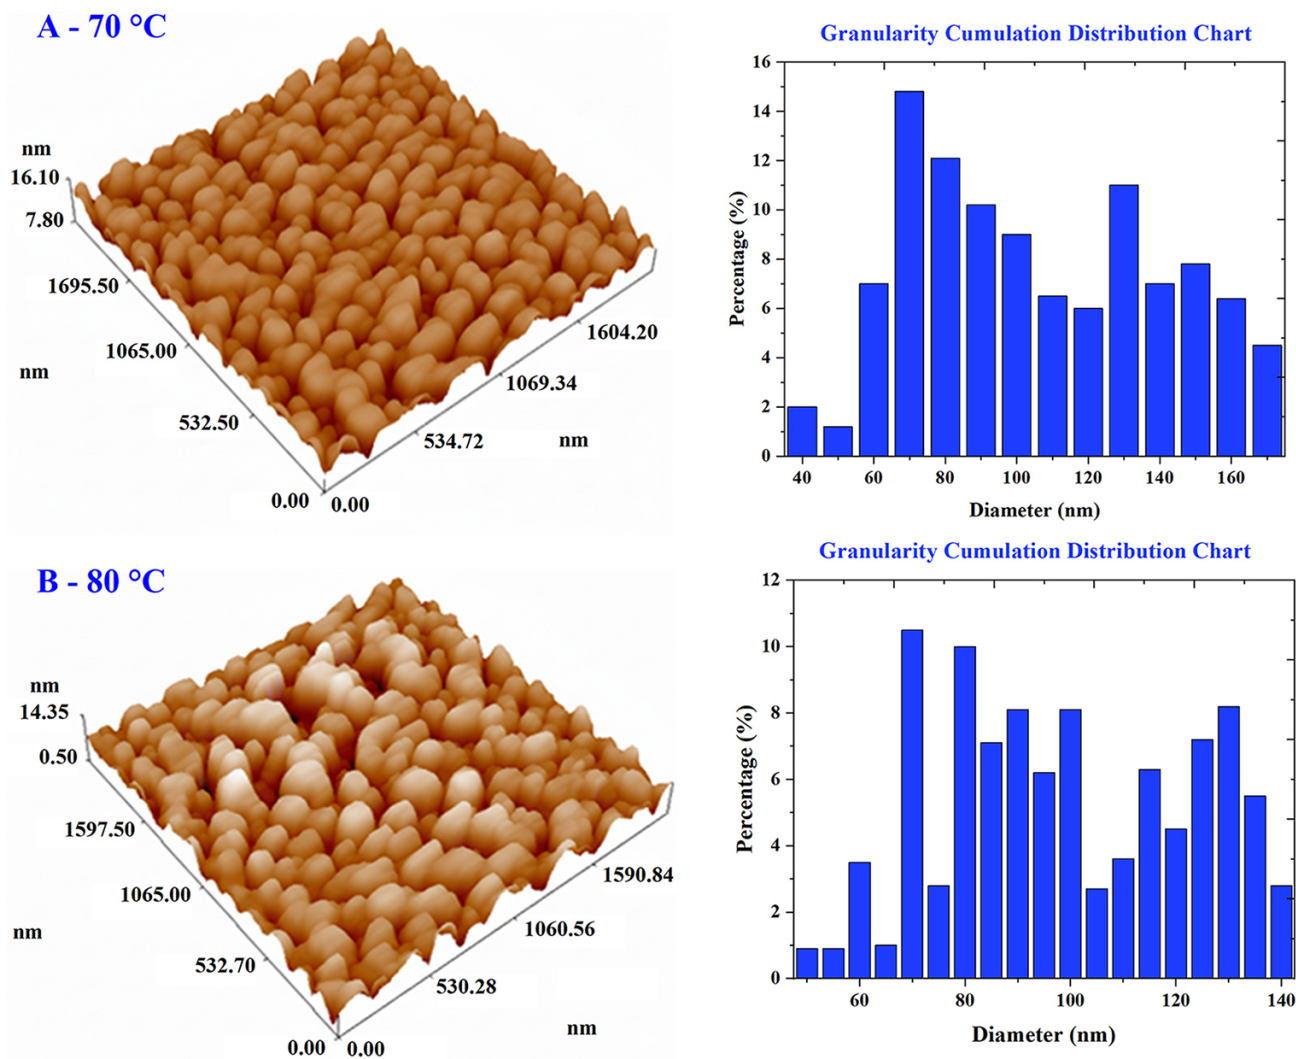 A - 70 °C
nm
16.10
7.80
1695.50
1065.00
nm
532.50
0.00
0.00
534.72
nm
1069.34
1604.20
Granularity Cumulation Distribution Chart
Percentage (%)
16
14
12
10
8
6
4
2
0
40 60 80 100 120 140 160
Diameter (nm)
B - 80 °C
nm
14.35
0.50
1597.50
1065.00
nm
532.70
0.00
0.00
530.28
nm
1060.56
1590.84
Granularity Cumulation Distribution Chart
Percentage (%)
12
10
8
6
4
2
0
60 80 100 120 140
Diameter (nm)